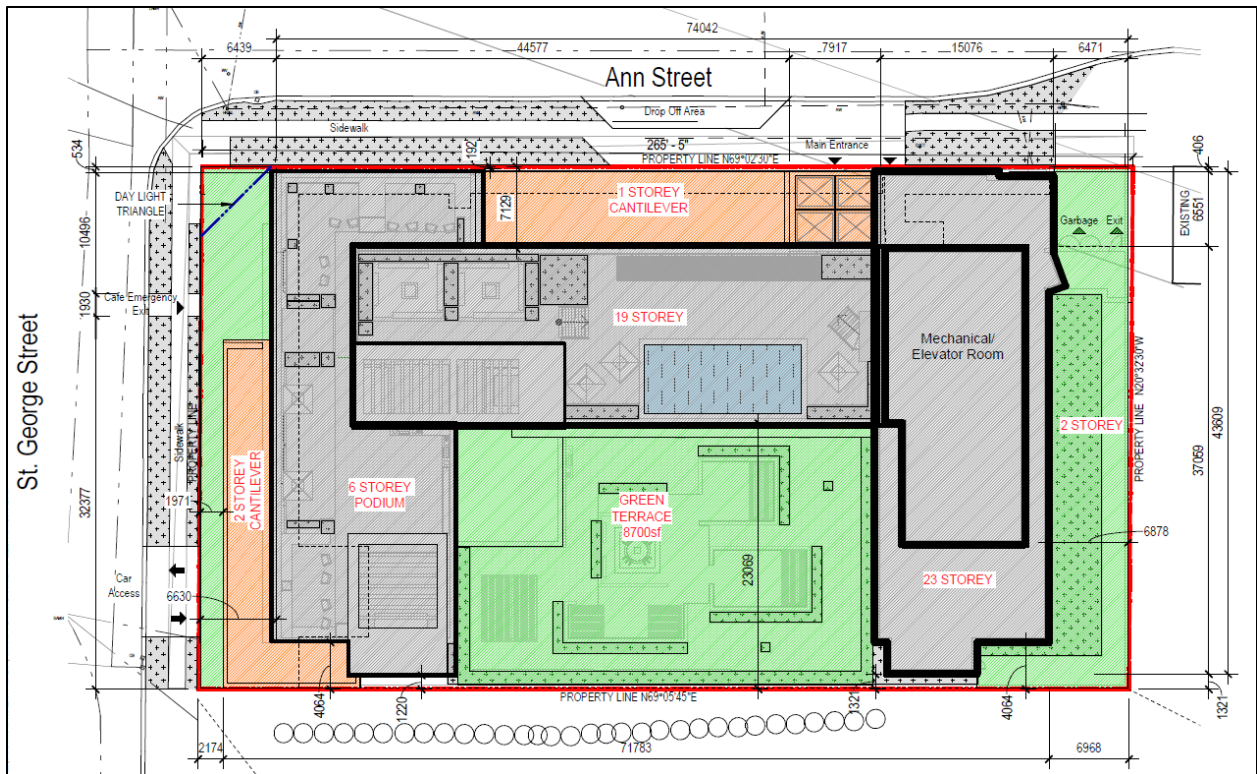 74042
6439
44577
7917
15076
6471
Ann Street
Drop Off Area
Sidewalk
265' - 5"
Main Entrance
PROPERTY LINE N69°02'30"E
534
192
406
DAY LIGHT
TRIANGLE
1 STOREY
CANTILEVER
7129
10496
EXISTING
6551
Garbage
Exit
1930
Cafe Emergency
Exit
19 STOREY
Mechanical/
Elevator Room
St. George Street
PROPERTY LINE N20°32'30"W
Sidewalk
PROPERTY LINE
2 STOREY
43609
37069
32377
1971
2 STOREY
CANTILEVER
6 STOREY
PODIUM
GREEN
TERRACE
8700sf
23069
6878
Car
Access
6630
23 STOREY
4064
1220
PROPERTY LINE N69°05'45"E
1321
4064
1321
2174
71783
6968